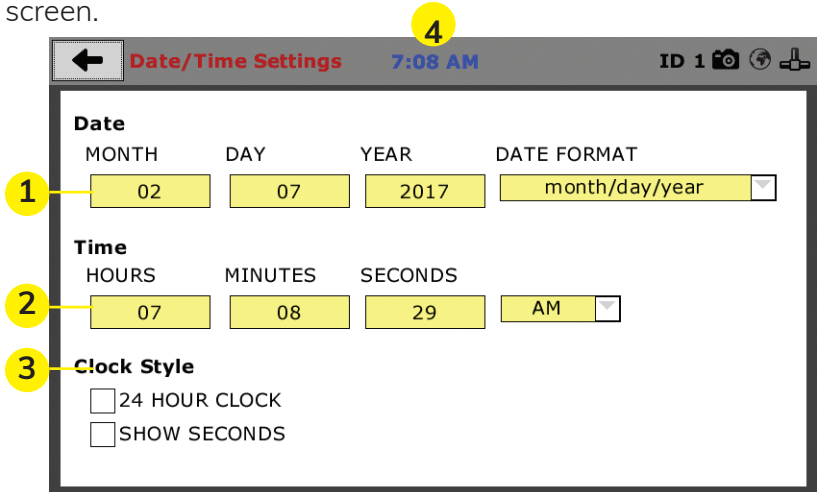 screen.
4
Date/Time Settings 7:08 AM ID 1
Date
MONTH DAY YEAR DATE FORMAT
1 02 07 2017 month/day/year
Time
HOURS MINUTES SECONDS
2 07 08 29 AM
3 Clock Style
24 HOUR CLOCK
SHOW SECONDS